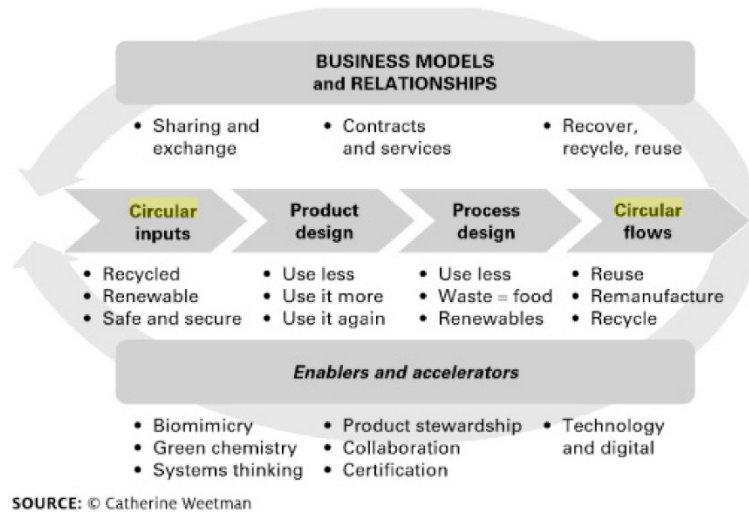 BUSINESS MODELS
and RELATIONSHIPS
• Sharing and
exchange
• Contracts
and services
• Recover,
recycle, reuse
Circular
inputs
Product
design
Process
design
Circular
flows
• Recycled
• Renewable
• Safe and secure
• Use less
• Use it more
• Use it again
• Use less
• Waste = food
• Renewables
• Reuse
• Remanufacture
• Recycle
Enablers and accelerators
• Biomimicry
• Green chemistry
• Systems thinking
• Product stewardship
• Collaboration
• Certification
• Technology
and digital
SOURCE: © Catherine Weetman